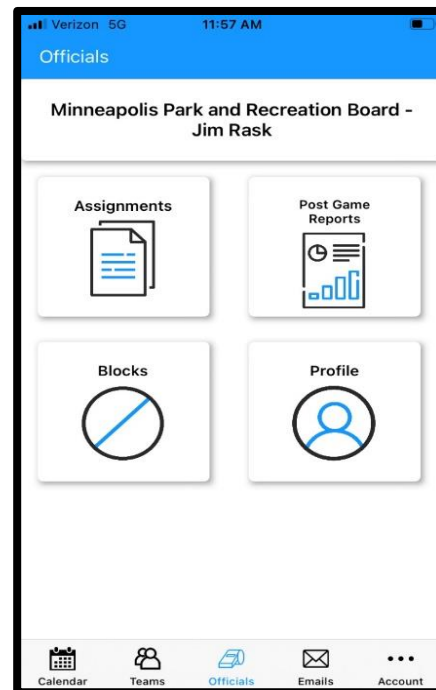 Verizon 5G 11:57 AM
Officials
Minneapolis Park and Recreation Board -
Jim Rask
Assignments
Post Game
Reports
Blocks
Profile
Calendar Teams Officials Emails Account